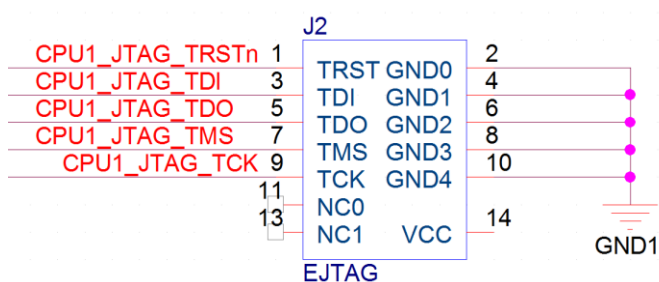 J2
CPU1_JTAG_TRSTn 1 TRST GND0 2
CPU1_JTAG_TDI 3 TDI GND1 4
CPU1_JTAG_TDO 5 TDO GND2 6
CPU1_JTAG_TMS 7 TMS GND3 8
CPU1_JTAG_TCK 9 TCK GND4 10
11 NC0
13 NC1 VCC 14
GND1
EJTAG